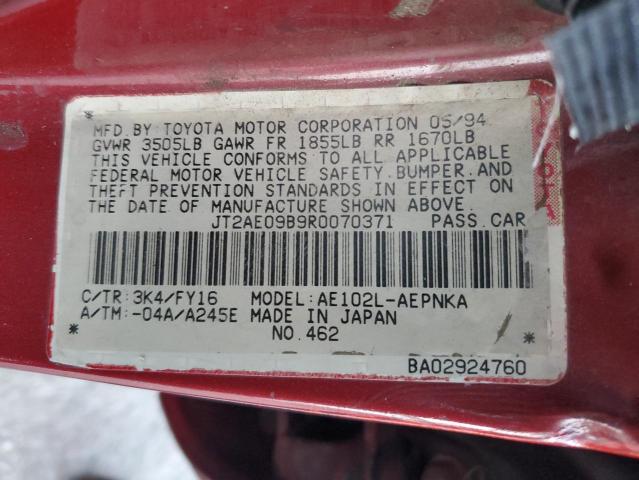 MFD.BY:TOYOTA MOTOR CORPORATION 05/94
GVWR 3505LB GAWR FR 1855LB RR 1670LB
THIS VEHICLE CONFORMS TO ALL APPLICABLE
FEDERAL MOTOR VEHICLE SAFETY.BUMPER.AND
THEFT PREVENTION STANDARDS IN EFFECT ON
THE DATE OF MANUFACTURE SHOWN ABOVE.
JT2AE09B9R0070371 PASS.CAR
C/TR:3K4/FY16 MODEL:AE102L-AEPNKA
A/TM:-04A/A245E MADE IN JAPAN
* NO.462 *
BA02924760